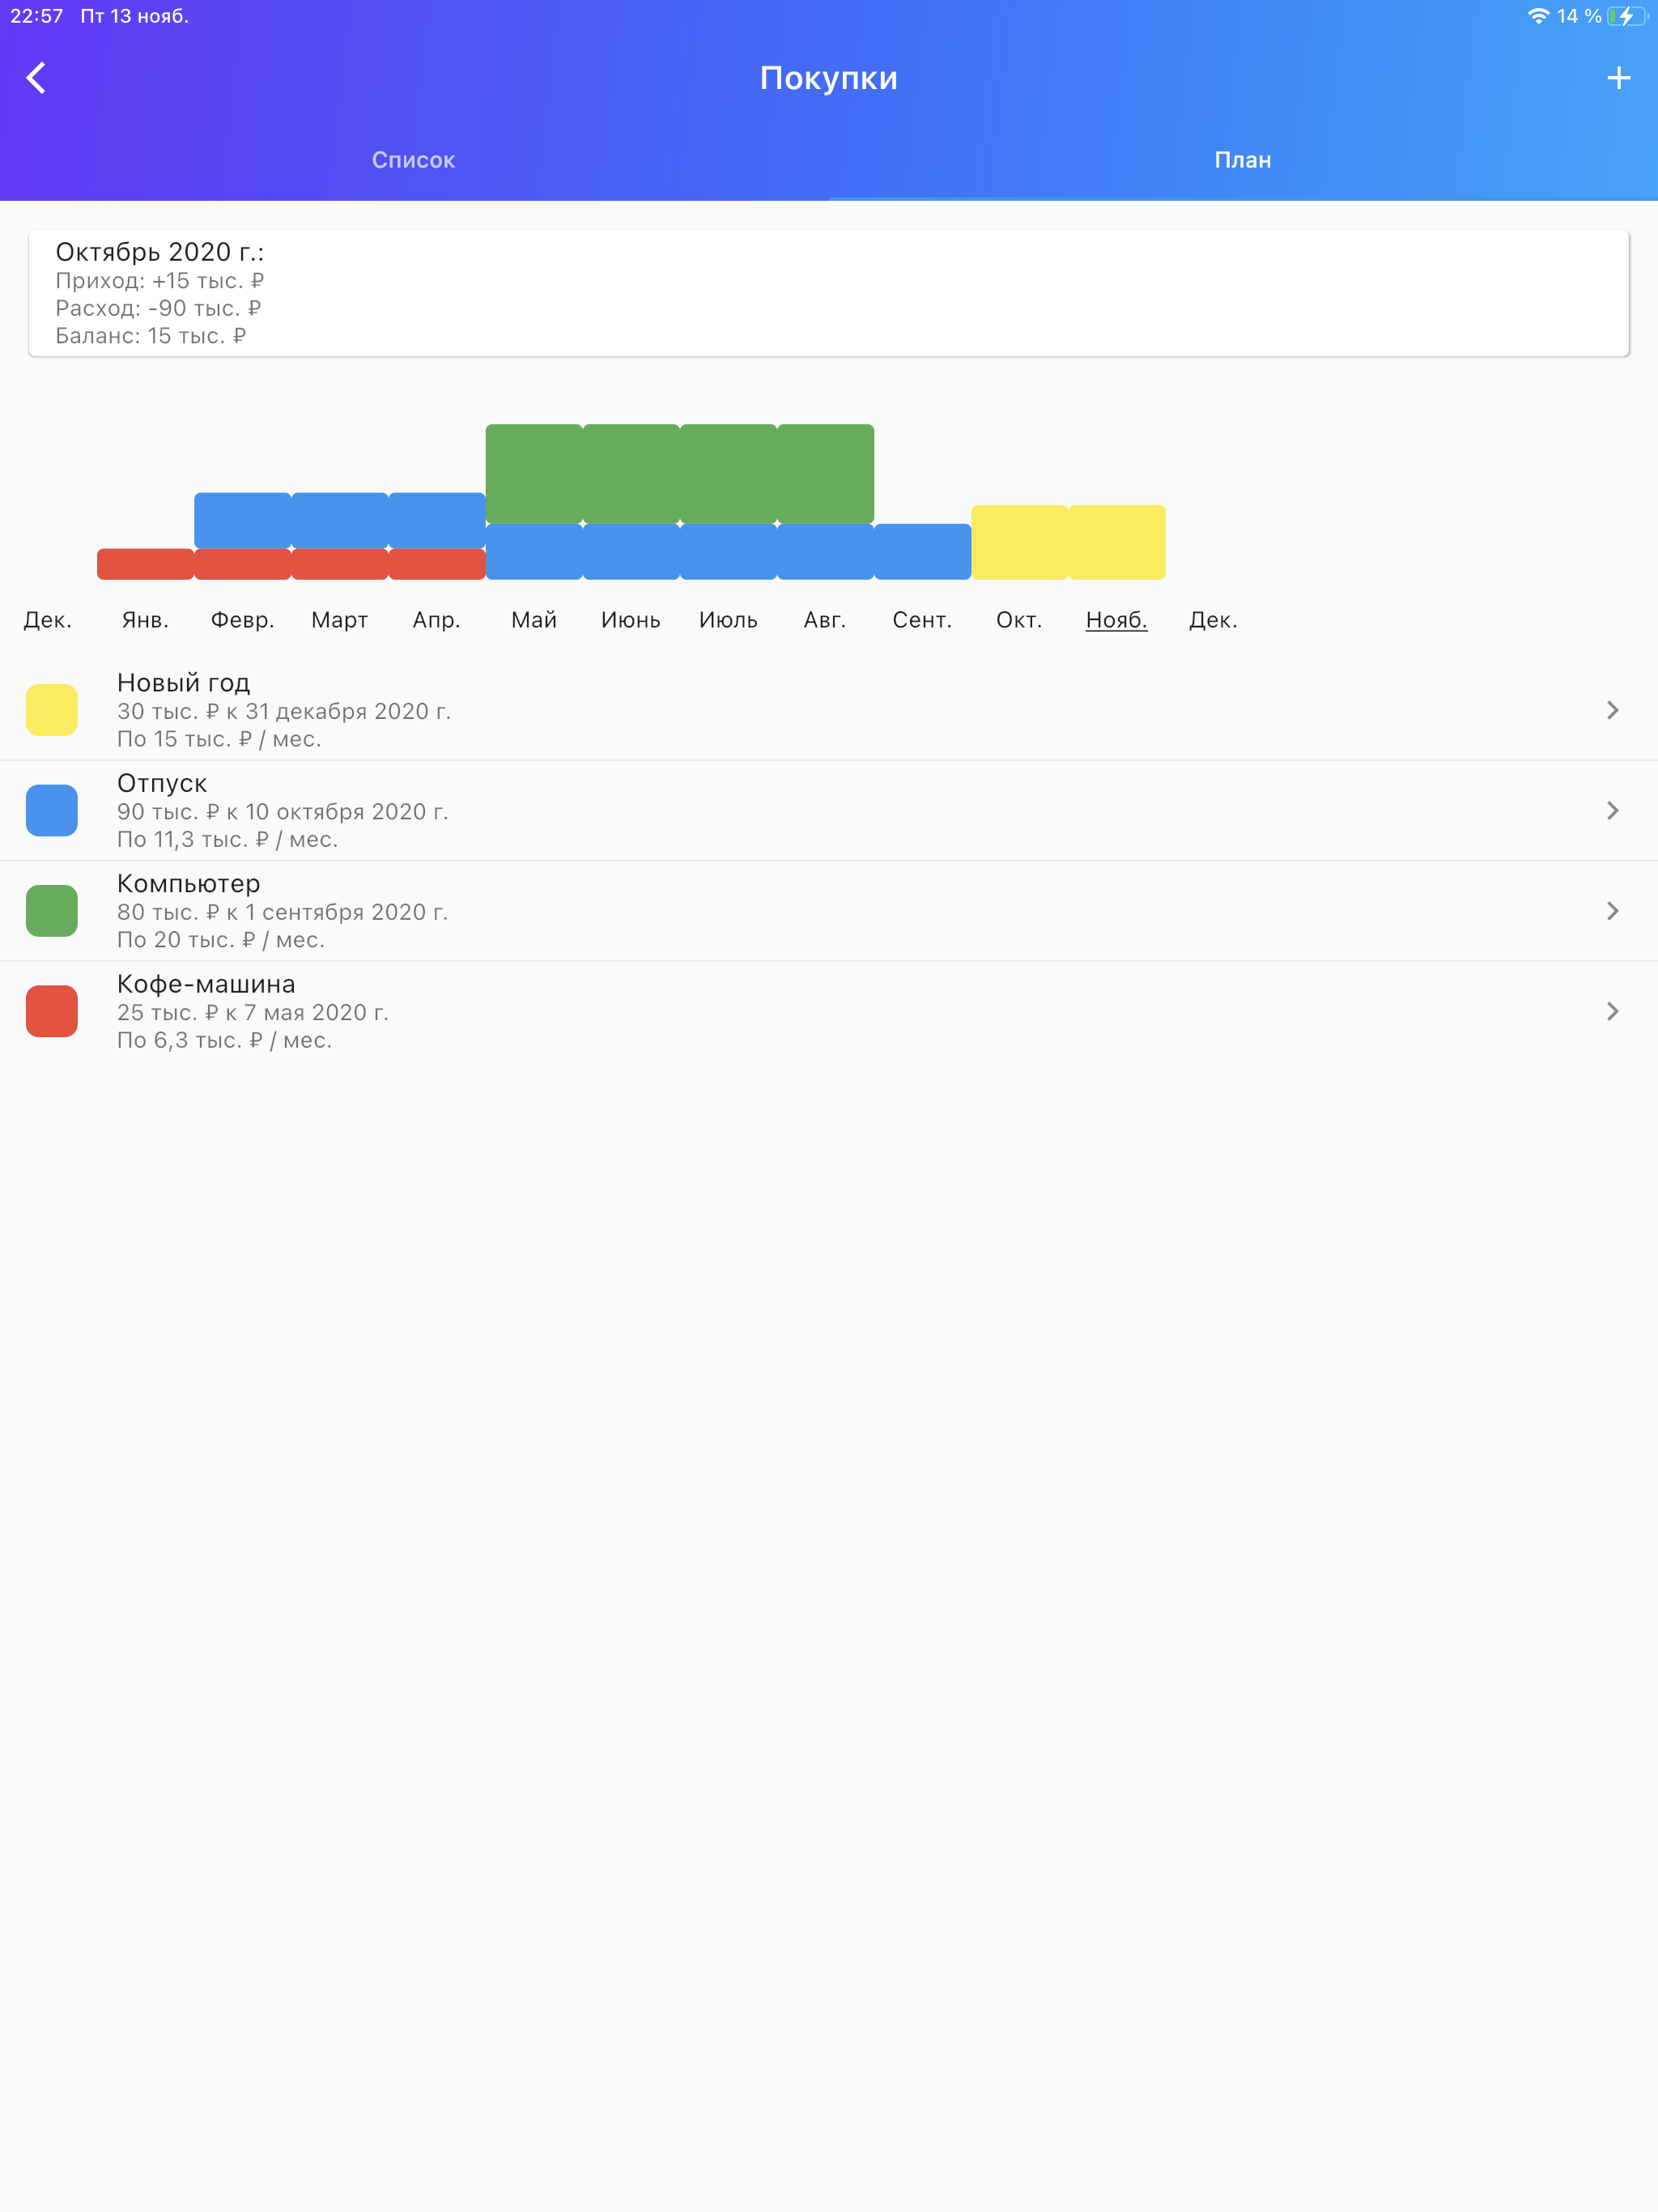 22:57 Пт 13 нояб. 14 %
Покупки
Список План
Октябрь 2020 г.:
Приход: +15 тыс. ₽
Расход: -90 тыс. ₽
Баланс: 15 тыс. ₽
Дек. Янв. Февр. Март Апр. Май Июнь Июль Авг. Сент. Окт. Нояб. Дек.
Новый год
30 тыс. ₽ к 31 декабря 2020 г.
По 15 тыс. ₽ / мес.
Отпуск
90 тыс. ₽ к 10 октября 2020 г.
По 11,3 тыс. ₽ / мес.
Компьютер
80 тыс. ₽ к 1 сентября 2020 г.
По 20 тыс. ₽ / мес.
Кофе-машина
25 тыс. ₽ к 7 мая 2020 г.
По 6,3 тыс. ₽ / мес.